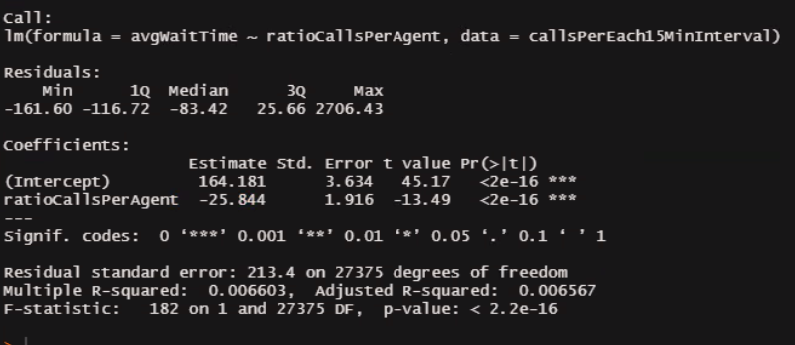 Call:
lm(formula = avgWaitTime ~ ratioCallsPerAgent, data = callsPerEach15MinInterval)
Residuals:
Min 1Q Median 3Q Max
-161.60 -116.72 -83.42 25.66 2706.43
Coefficients:
Estimate Std. Error t value Pr(>|t|)
(Intercept) 164.181 3.634 45.17 <2e-16 ***
ratioCallsPerAgent -25.844 1.916 -13.49 <2e-16 ***
---
Signif. codes: 0 ‘***’ 0.001 ‘**’ 0.01 ‘*’ 0.05 ‘.’ 0.1 ‘ ’ 1
Residual standard error: 213.4 on 27375 degrees of freedom
Multiple R-squared: 0.006603, Adjusted R-squared: 0.006567
F-statistic: 182 on 1 and 27375 DF, p-value: < 2.2e-16
>